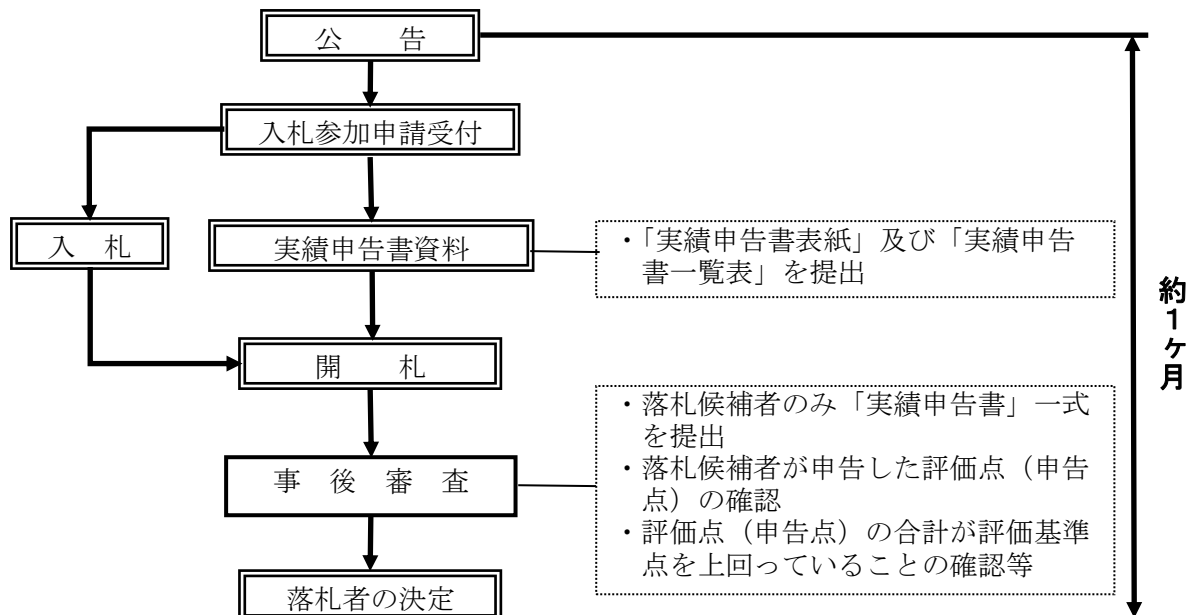 公　告
入札参加申請受付
入　札
実績申告書資料
・「実績申告書表紙」及び「実績申告
書一覧表」を提出
開　札
・落札候補者のみ「実績申告書」一式
を提出
・落札候補者が申告した評価点（申告
点）の確認
・評価点（申告点）の合計が評価基準
点を上回っていることの確認等
事　後　審　査
落札者の決定
約１ヶ月